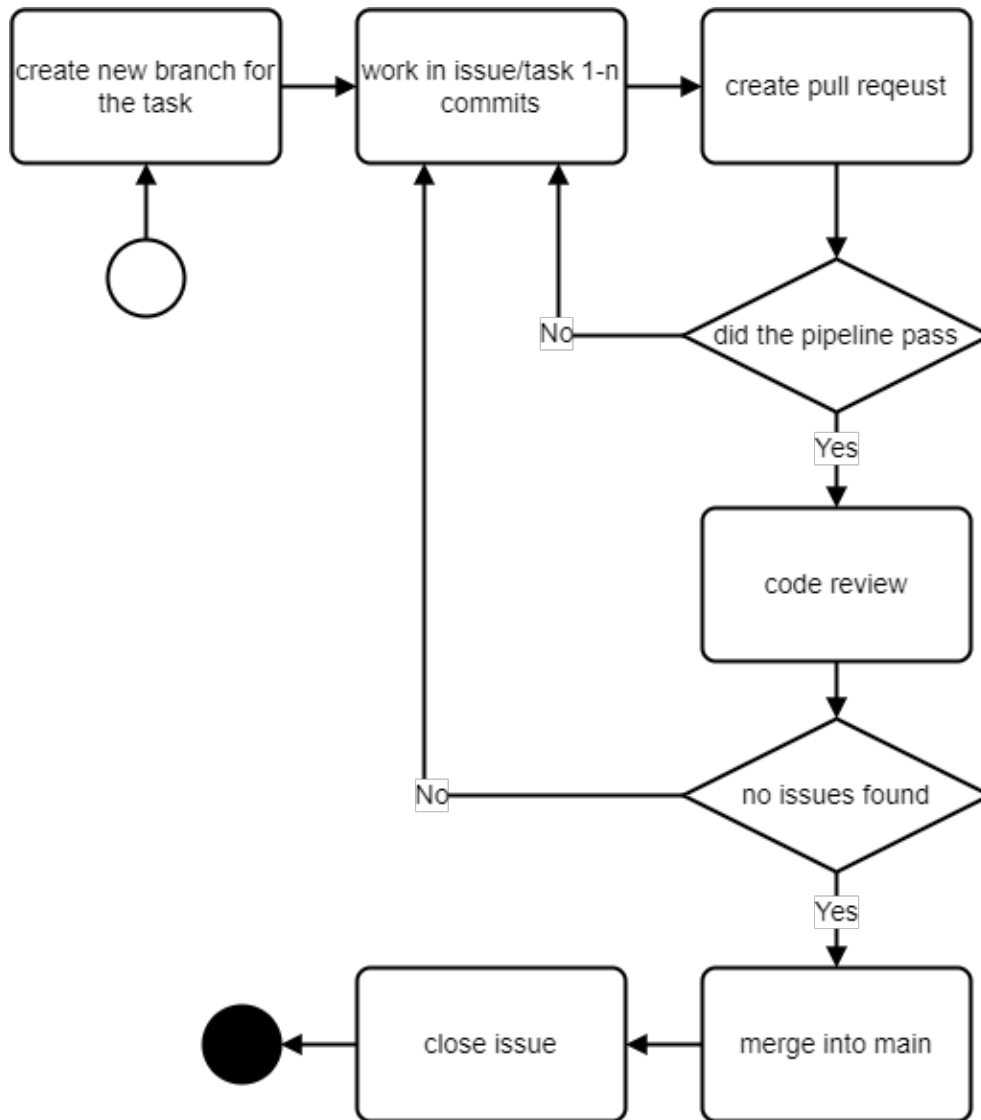 create new branch for
the task
work in issue/task 1-n
commits
create pull reqeust
did the pipeline pass
No
Yes
code review
no issues found
No
Yes
merge into main
close issue